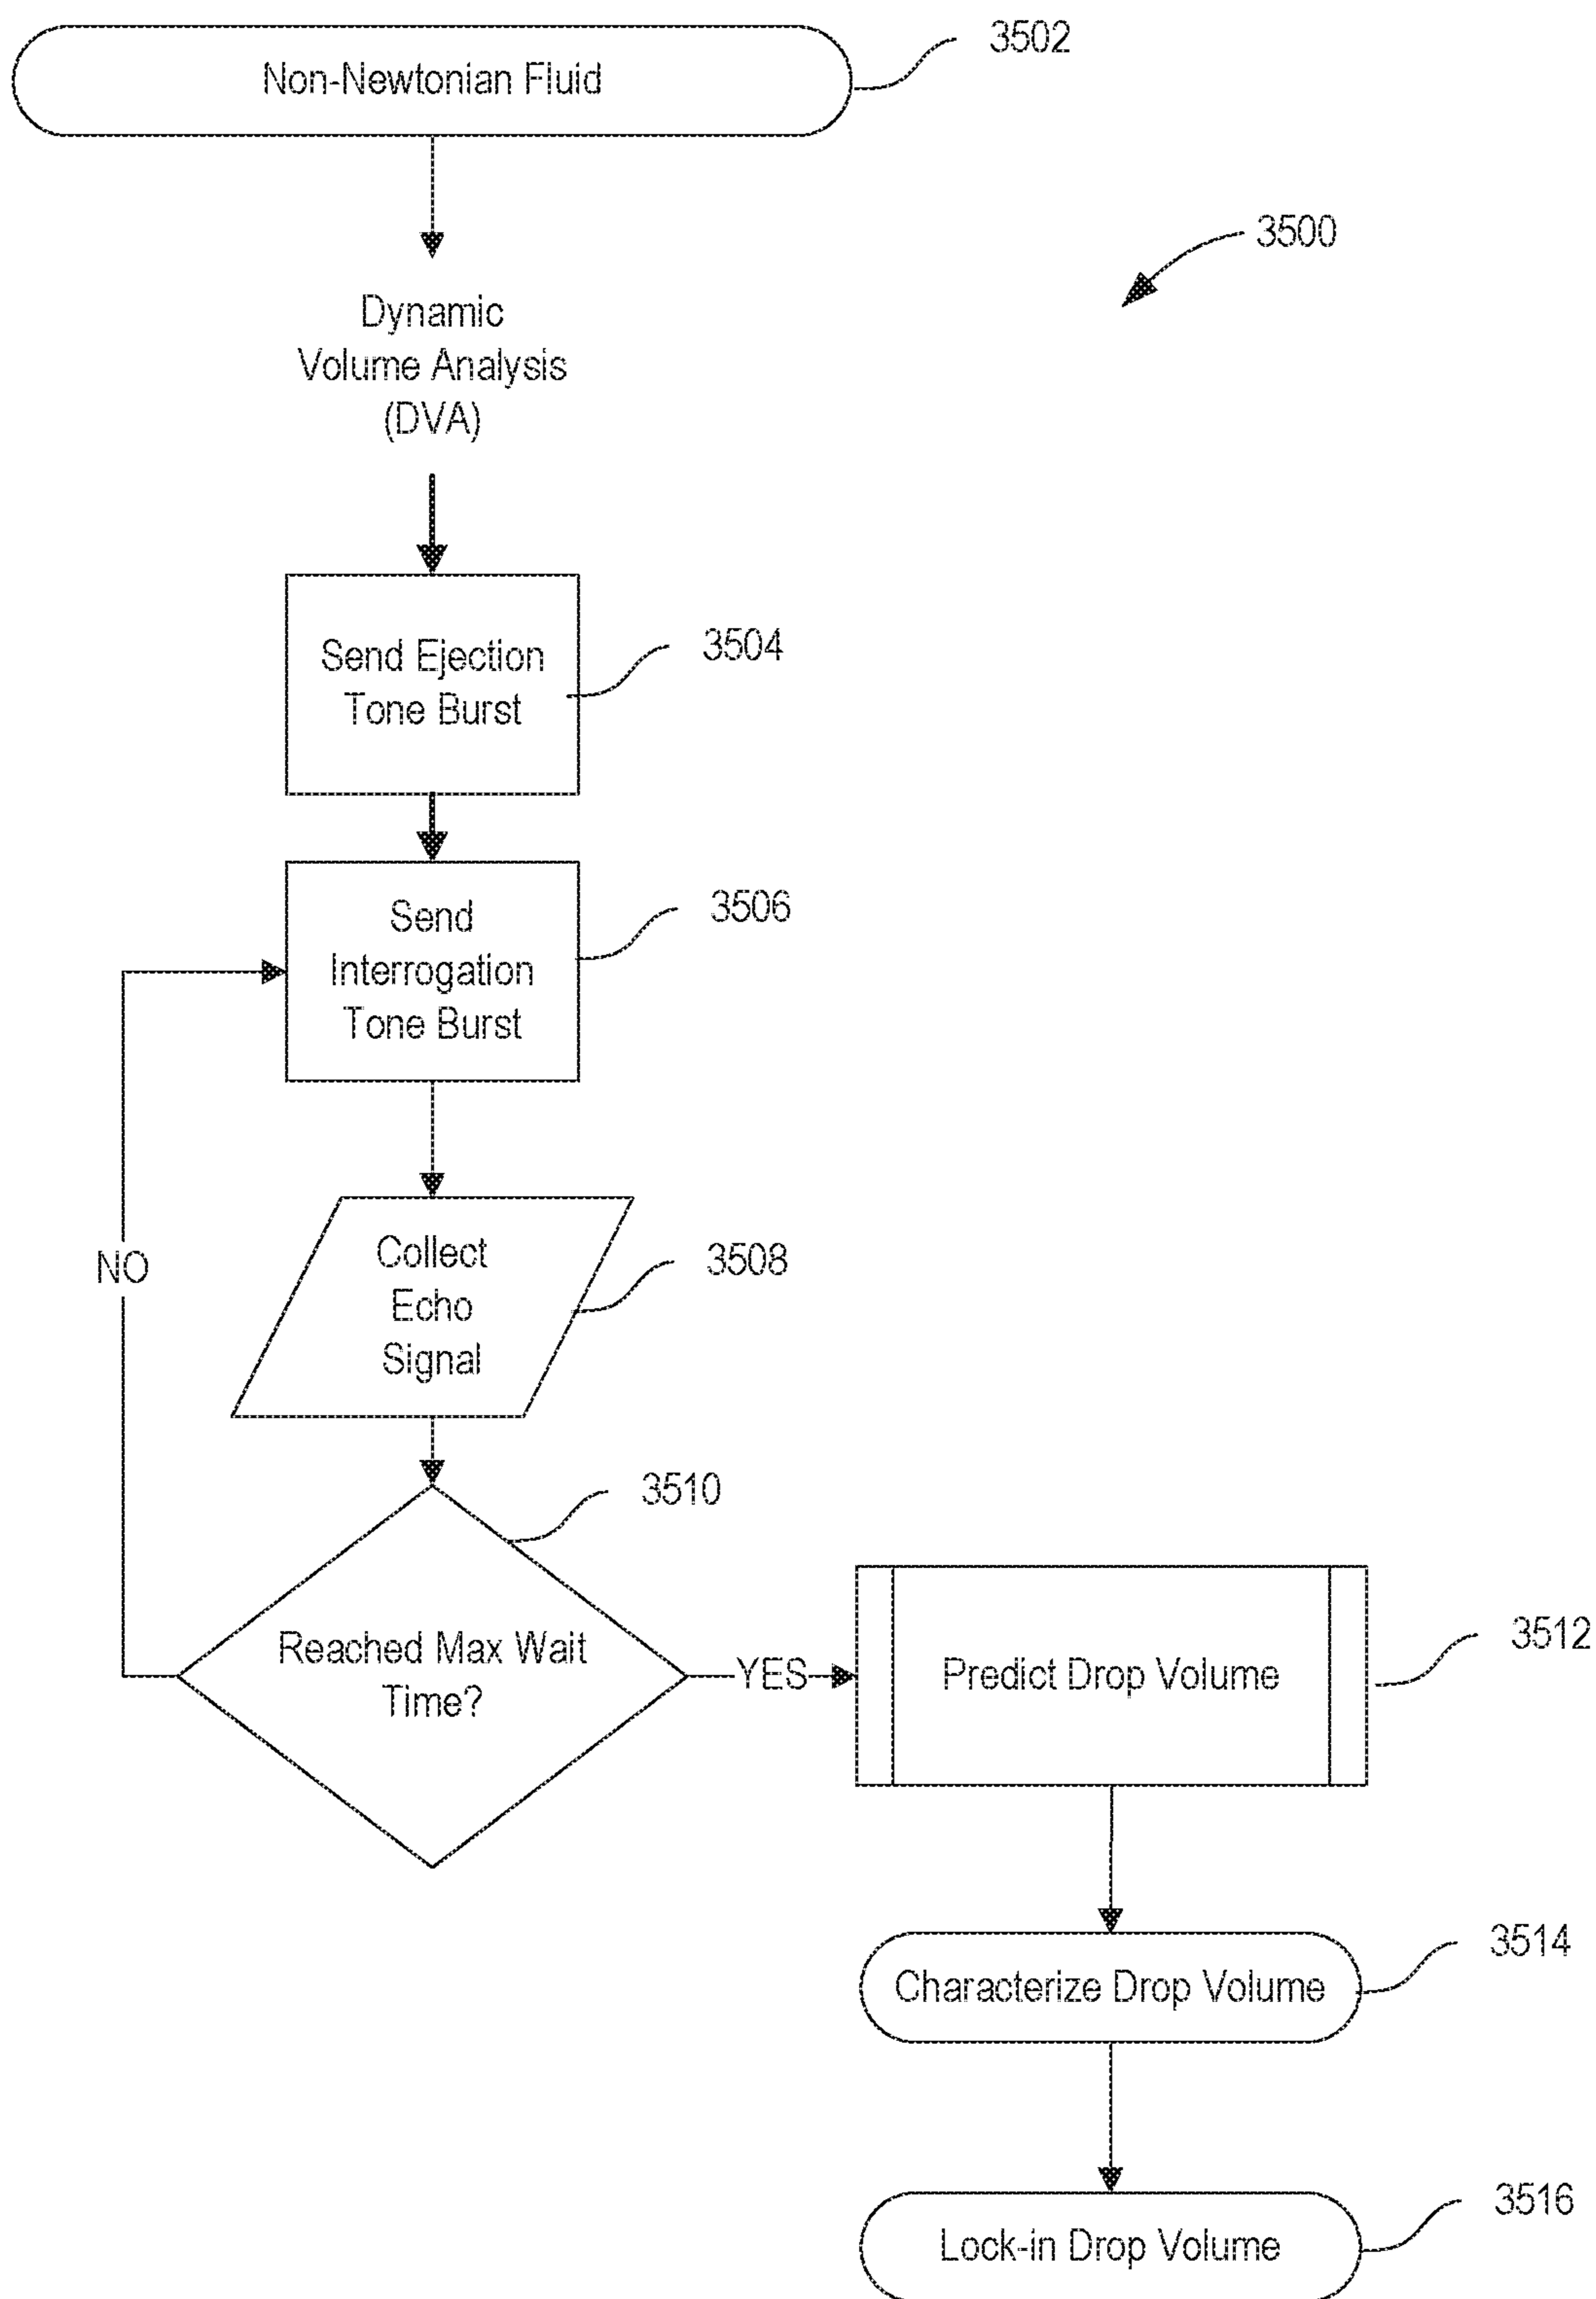 Non-Newtonian Fluid
3502
3500
Dynamic
Volume Analysis
(DVA)
Send Ejection
Tone Burst
3504
Send
Interrogation
Tone Burst
3506
Collect
Echo
Signal
3508
NO
3510
Reached Max Wait
Time?
YES
Predict Drop Volume
3512
Characterize Drop Volume
3514
Lock-in Drop Volume
3516